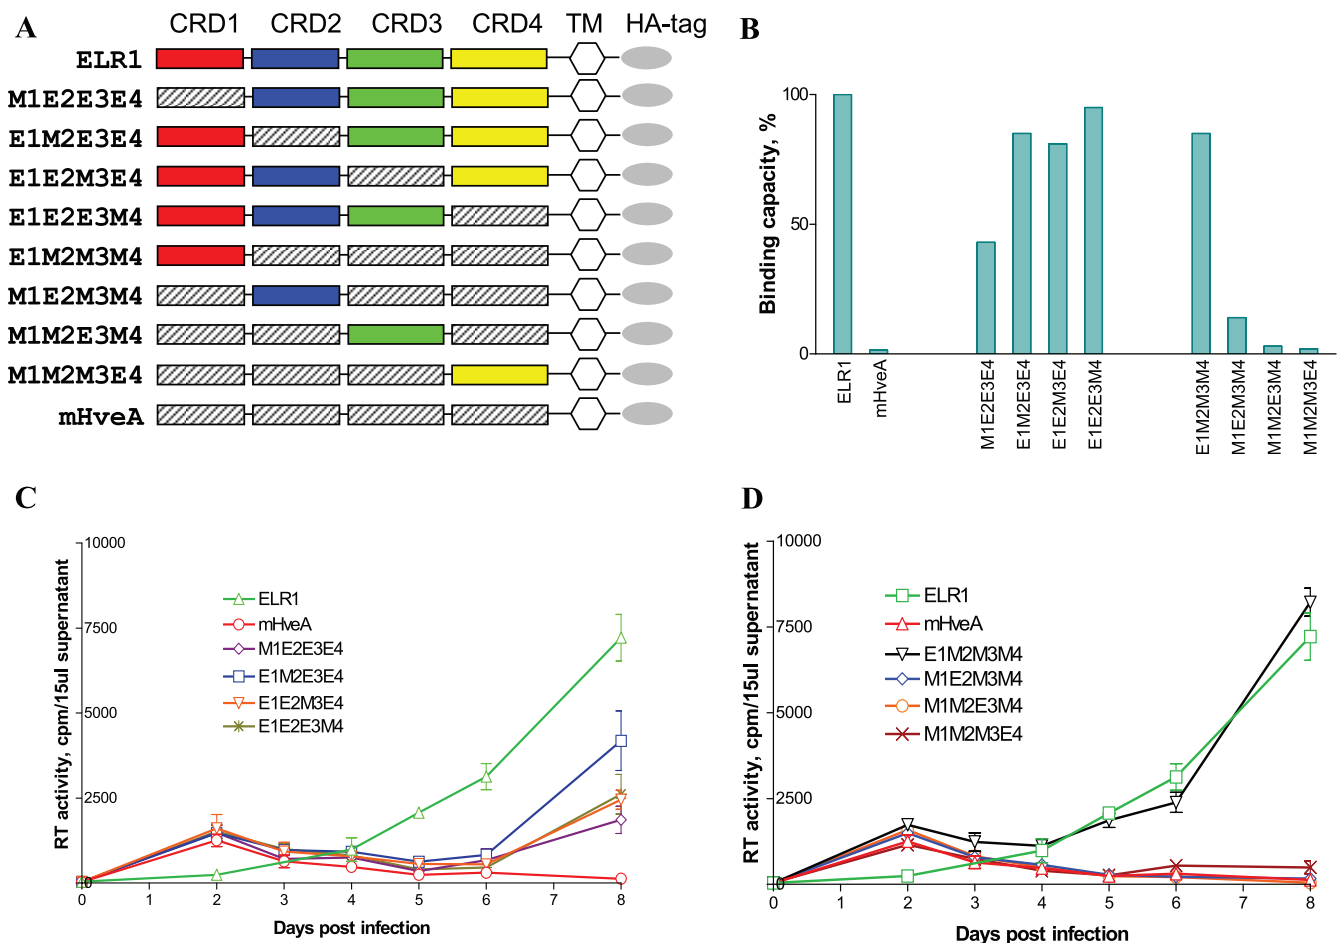 A
CRD1 CRD2 CRD3 CRD4 TM HA-tag
ELR1
M1E2E3E4
E1M2E3E4
E1E2M3E4
E1E2E3M4
E1M2M3M4
M1E2M3M4
M1M2E3M4
M1M2M3E4
mHveA
B
Binding capacity, %
100
50
0
ELR1
mHveA
M1E2E3E4
E1M2E3E4
E1E2M3E4
E1E2E3M4
E1M2M3M4
M1E2M3M4
M1M2E3M4
M1M2M3E4
C
RT activity, cpm/15ul supernatant
10000
7500
5000
2500
0
ELR1
mHveA
M1E2E3E4
E1M2E3E4
E1E2M3E4
E1E2E3M4
0 1 2 3 4 5 6 7 8
Days post infection
D
RT activity, cpm/15ul supernatant
10000
7500
5000
2500
0
ELR1
mHveA
E1M2M3M4
M1E2M3M4
M1M2E3M4
M1M2M3E4
0 1 2 3 4 5 6 7 8
Days post infection